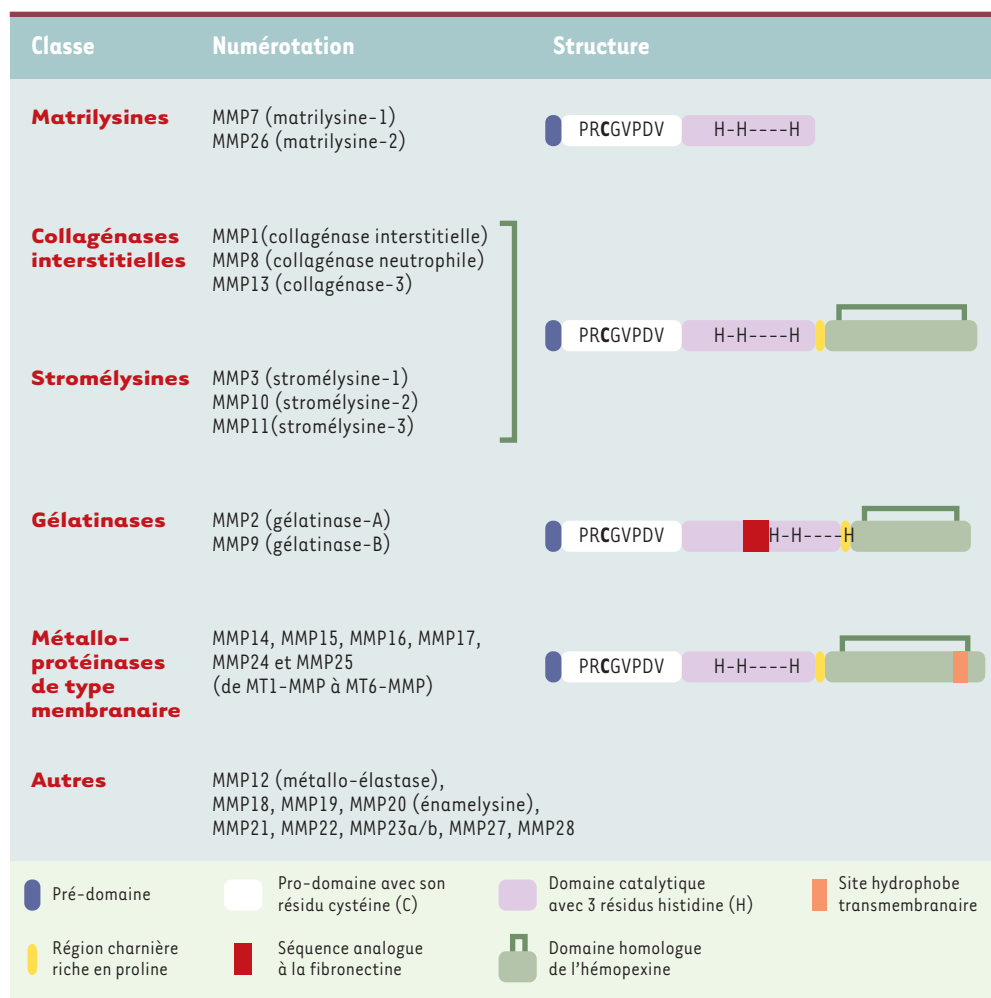 Classe Numérotation Structure
Matrilysines
MMP7 (matrilysine-1)
MMP26 (matrilysine-2)
PRCGVPDV H-H----H
Collagénases
interstitielles
MMP1(collagénase interstitielle)
MMP8 (collagénase neutrophile)
MMP13 (collagénase-3)
PRCGVPDV H-H----H
Stromélysines
MMP3 (stromélysine-1)
MMP10 (stromélysine-2)
MMP11(stromélysine-3)
Gélatinases
MMP2 (gélatinase-A)
MMP9 (gélatinase-B)
PRCGVPDV H-H----H
Métallo-
protéinases
de type
membranaire
MMP14, MMP15, MMP16, MMP17,
MMP24 et MMP25
(de MT1-MMP à MT6-MMP)
PRCGVPDV H-H----H
Autres
MMP12 (métallo-élastase),
MMP18, MMP19, MMP20 (énamelysine),
MMP21, MMP22, MMP23a/b, MMP27, MMP28
Pré-domaine
Pro-domaine avec son
résidu cystéine (C)
Domaine catalytique
avec 3 résidus histidine (H)
Site hydrophobe
transmembranaire
Région charnière
riche en proline
Séquence analogue
à la fibronectine
Domaine homologue
de l'hémopexine